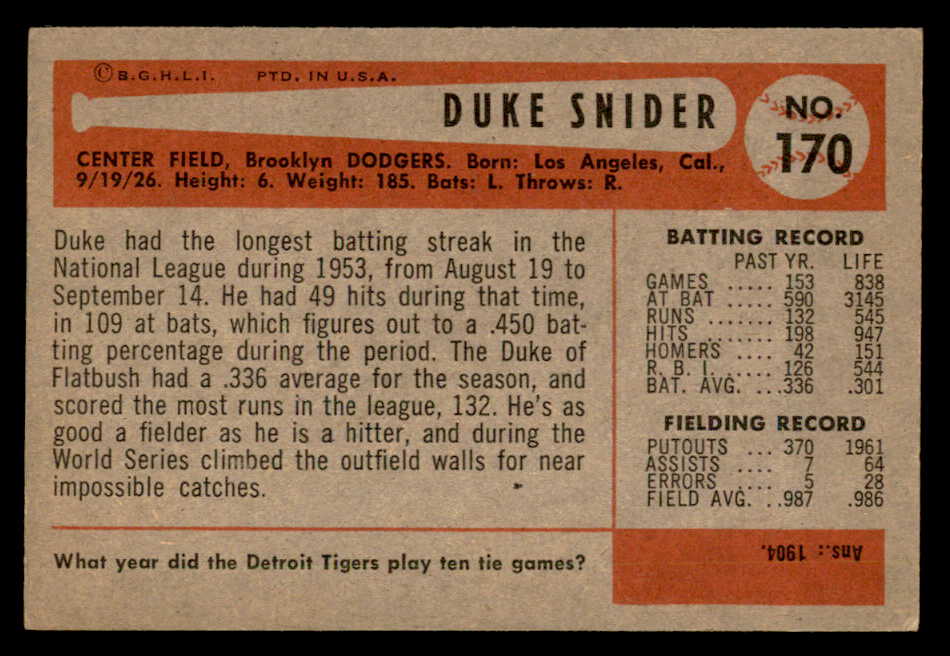 © B.G.H.L.I. PTD. IN U.S.A.
DUKE SNIDER
NO.
170
CENTER FIELD, Brooklyn DODGERS. Born: Los Angeles, Cal.,
9/19/26. Height: 6. Weight: 185. Bats: L. Throws: R.
Duke had the longest batting streak in the
National League during 1953, from August 19 to
September 14. He had 49 hits during that time,
in 109 at bats, which figures out to a .450 bat-
ting percentage during the period. The Duke of
Flatbush had a .336 average for the season, and
scored the most runs in the league, 132. He's as
good a fielder as he is a hitter, and during the
World Series climbed the outfield walls for near
impossible catches.
BATTING RECORD
PAST YR. LIFE
GAMES ..... 153 838
AT BAT ..... 590 3145
RUNS ....... 132 545
HITS ....... 198 947
HOMERS .... 42 151
R. B. I. .... 126 544
BAT. AVG. ..336 .301
FIELDING RECORD
PUTOUTS ... 370 1961
ASSISTS .... 7 64
ERRORS .... 5 28
FIELD AVG. ..987 .986
What year did the Detroit Tigers play ten tie games?
Ans.: 1904.